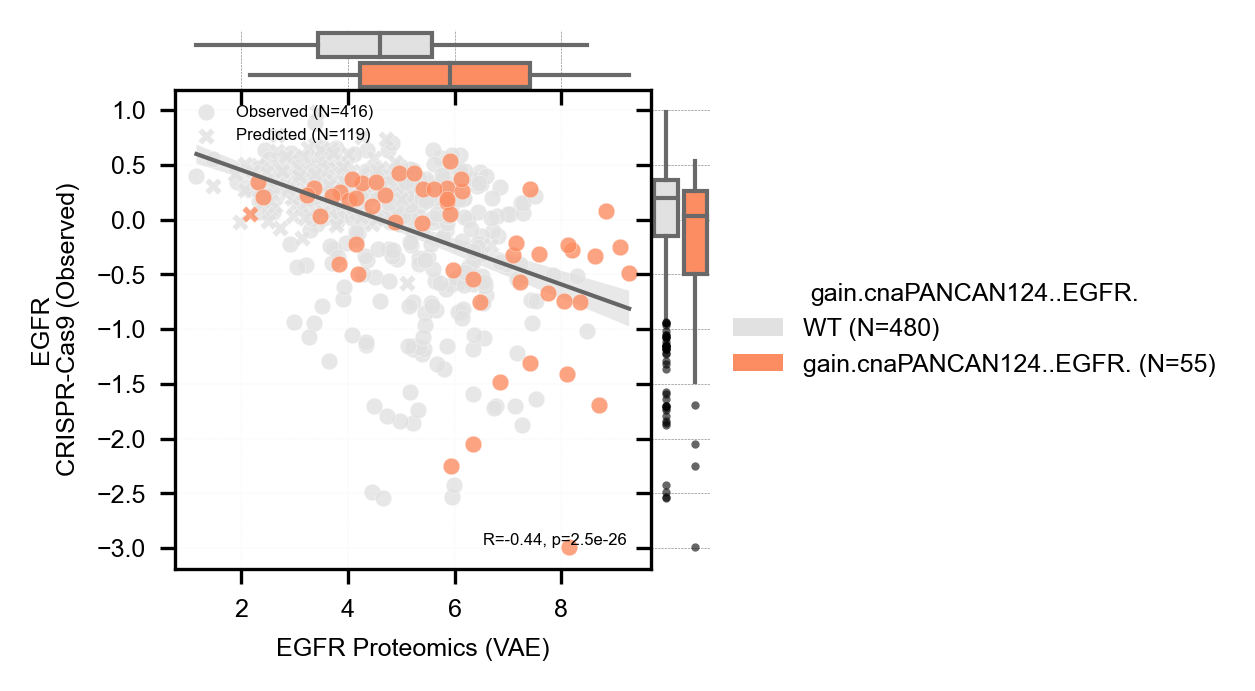 1.0
0.5
0.0
−0.5
−1.0
−1.5
−2.0
−2.5
−3.0
EGFR
CRISPR-Cas9 (Observed)
Observed (N=416)
Predicted (N=119)
R=-0.44, p=2.5e-26
2
4
6
8
EGFR Proteomics (VAE)
gain.cnaPANCAN124..EGFR.
WT (N=480)
gain.cnaPANCAN124..EGFR. (N=55)